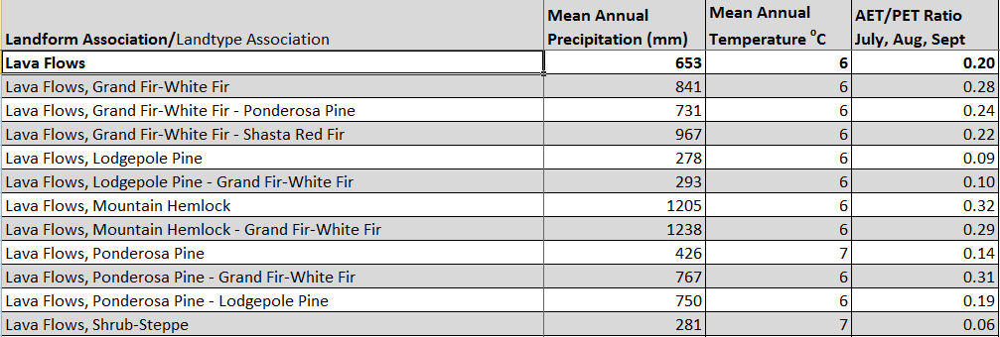 Landform Association/Landtype Association Mean Annual Precipitation (mm) Mean Annual Temperature ⁰C AET/PET Ratio July, Aug, Sept
Lava Flows 653 6 0.20
Lava Flows, Grand Fir-White Fir 841 6 0.28
Lava Flows, Grand Fir-White Fir - Ponderosa Pine 731 6 0.24
Lava Flows, Grand Fir-White Fir - Shasta Red Fir 967 6 0.22
Lava Flows, Lodgepole Pine 278 6 0.09
Lava Flows, Lodgepole Pine - Grand Fir-White Fir 293 6 0.10
Lava Flows, Mountain Hemlock 1205 6 0.32
Lava Flows, Mountain Hemlock - Grand Fir-White Fir 1238 6 0.29
Lava Flows, Ponderosa Pine 426 7 0.14
Lava Flows, Ponderosa Pine - Grand Fir-White Fir 767 6 0.31
Lava Flows, Ponderosa Pine - Lodgepole Pine 750 6 0.19
Lava Flows, Shrub-Steppe 281 7 0.06